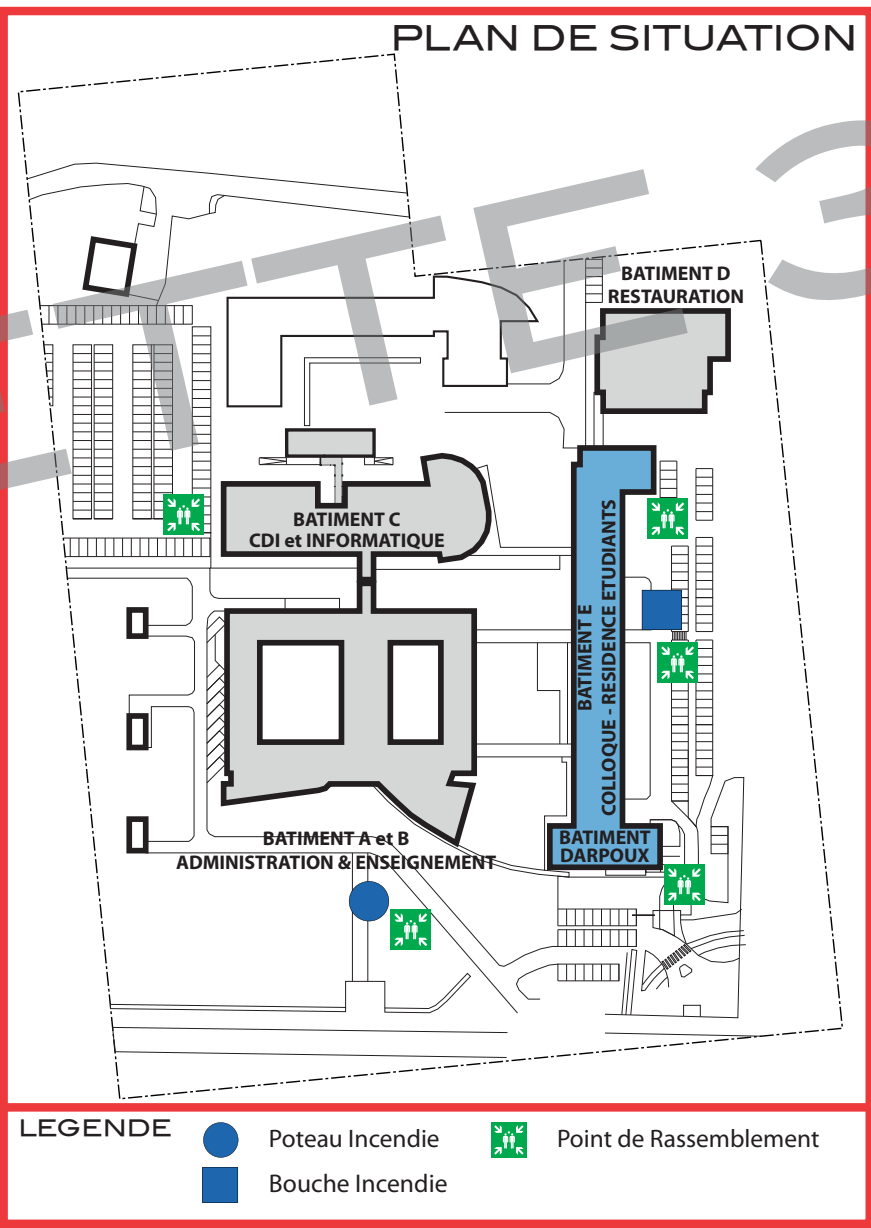 PLAN DE SITUATION
BATIMENT D
RESTAURATION
BATIMENT C
CDI et INFORMATIQUE
BATIMENT E
COLLOQUE - RESIDENCE ETUDIANTS
BATIMENT
DARPOUX
BATIMENT A et B
ADMINISTRATION & ENSEIGNEMENT
LEGENDE
Poteau Incendie
Point de Rassemblement
Bouche Incendie